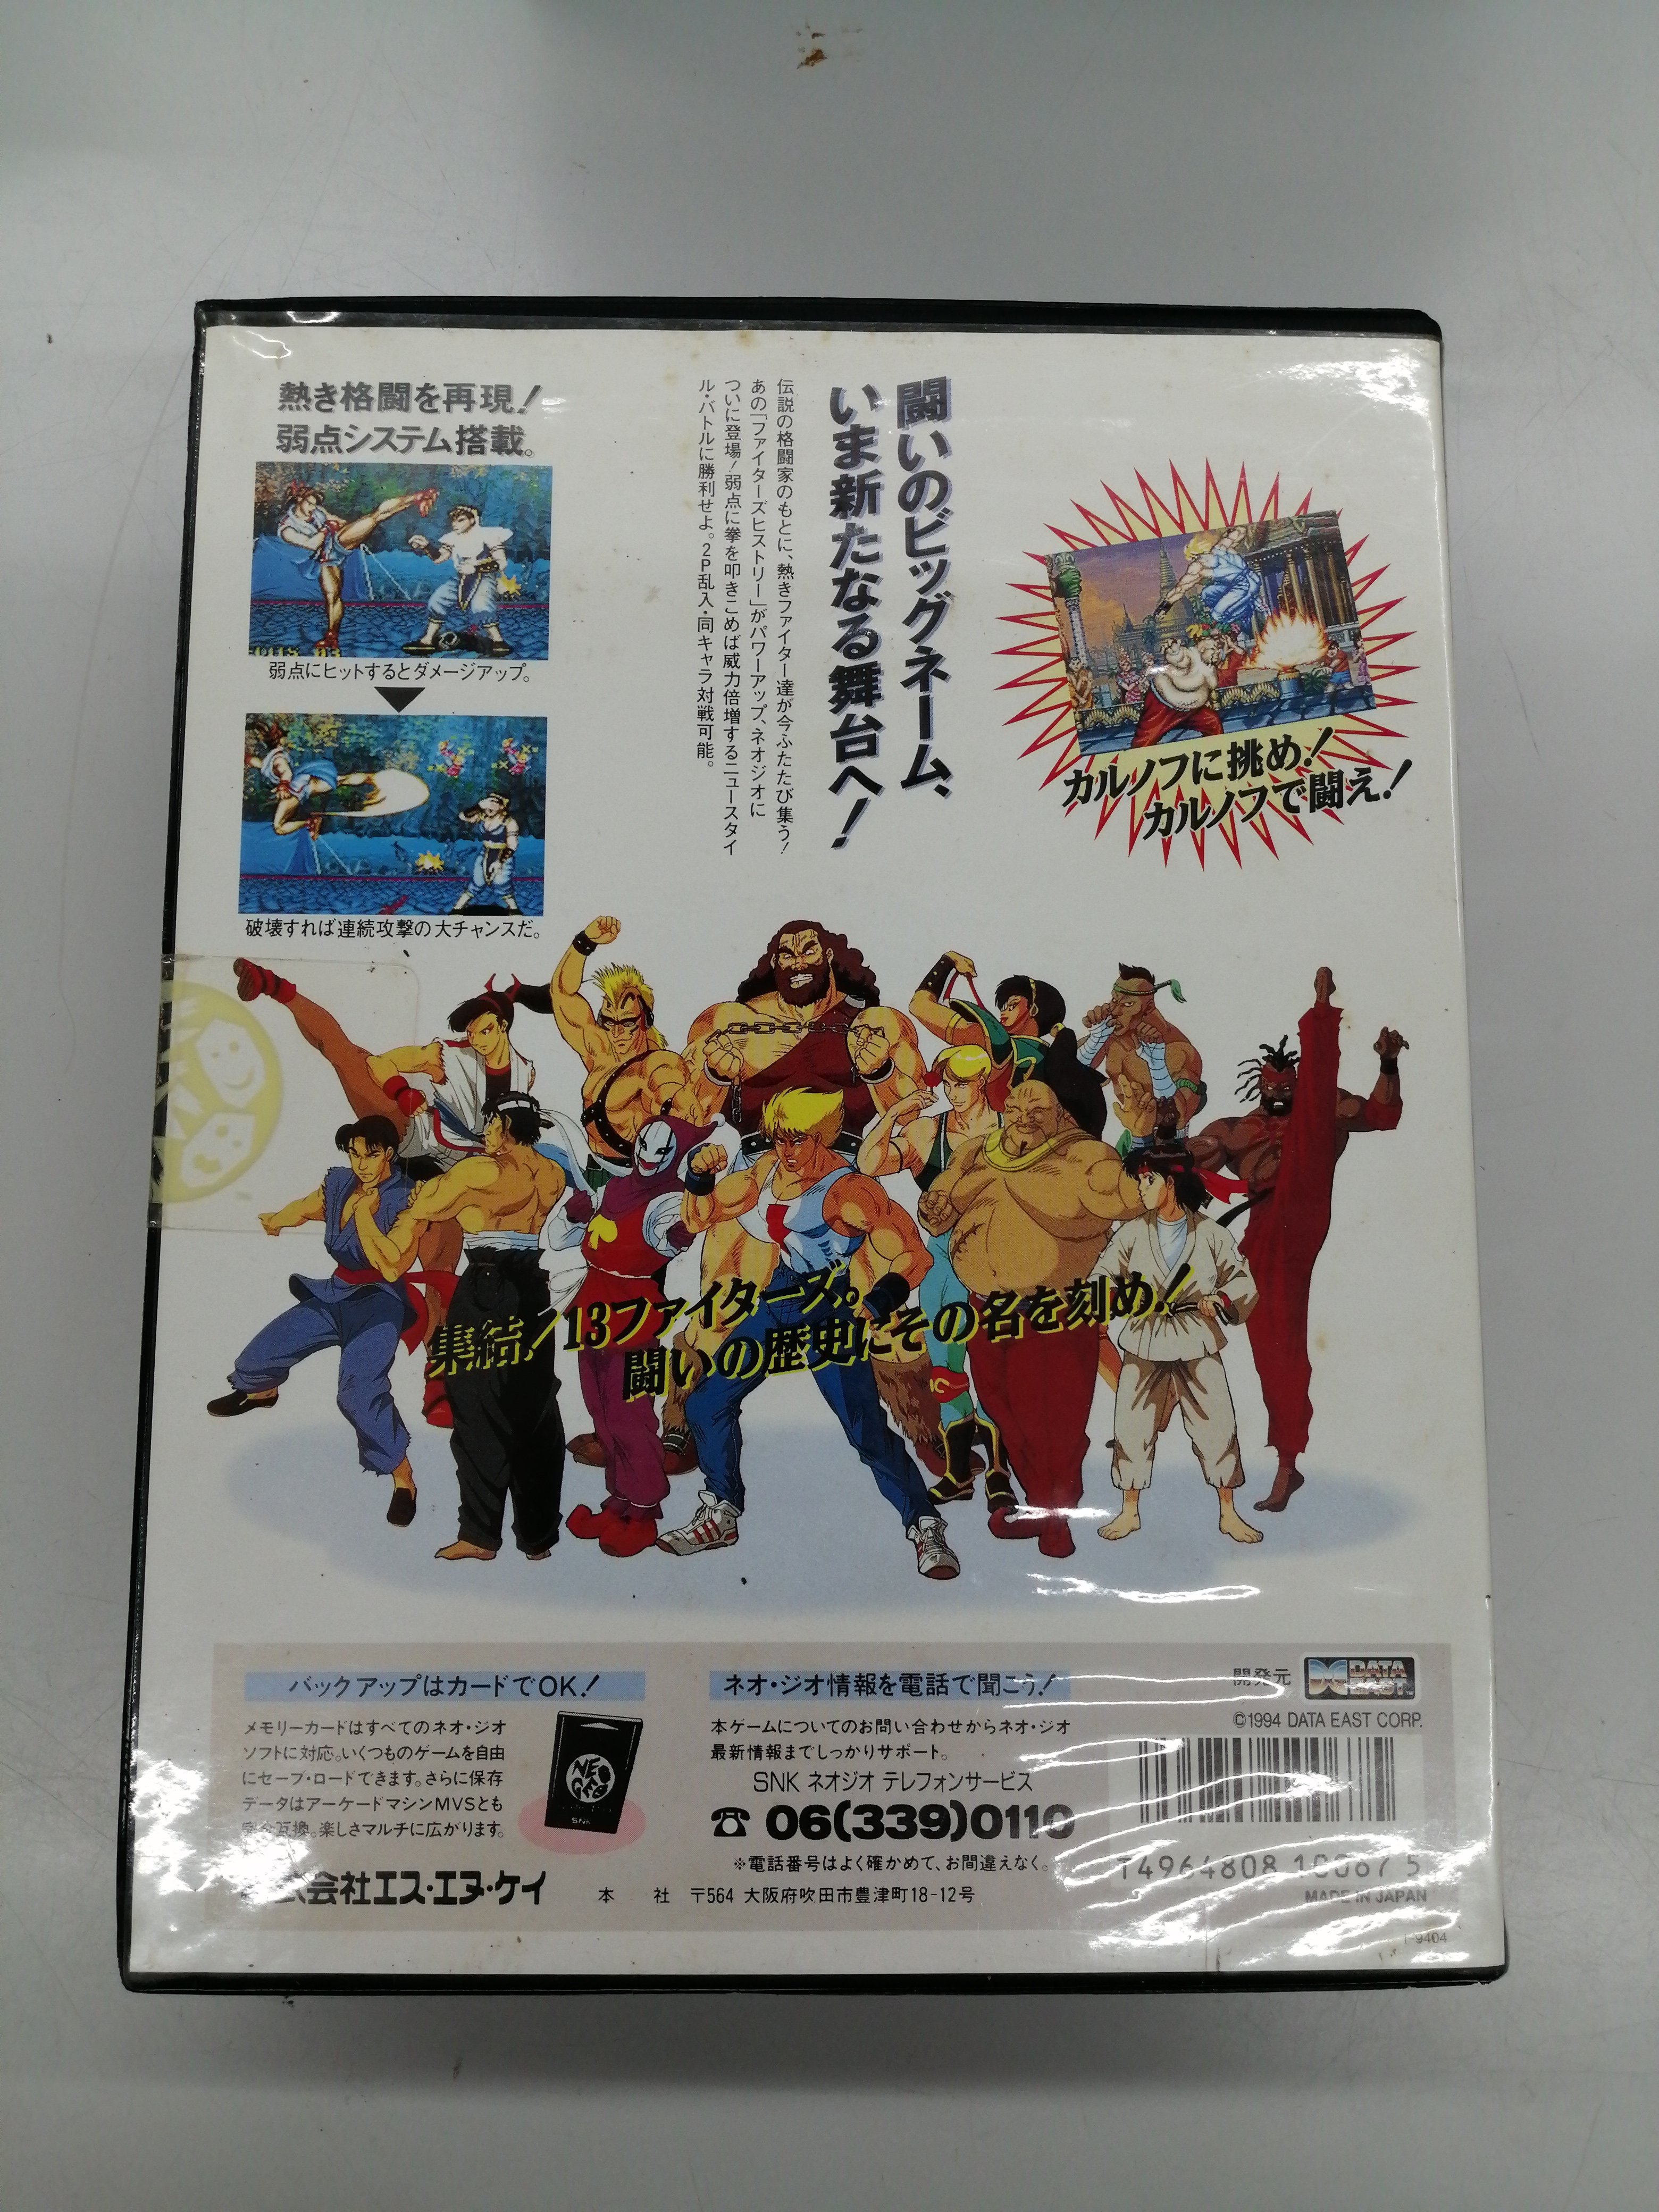 熱き格闘を再現!
弱点システム搭載。
弱点にヒットするとダメージアップ。
破壊すれば連続攻撃の大チャンスだ。
闘いのビッグネーム、
いま新たなる舞台へ!
伝説の格闘家のもとに、熱きファイター達が今ふたたび集う!
あの「ファイターズヒストリー」がパワーアップ、ネオジオに
ついに登場!弱点に拳を叩きこめば威力倍増するニュースタイ
ル・バトルに勝利せよ。2P乱入・同キャラ対戦可能。
カルノフに挑め!
カルノフで闘え!
集結!13ファイターズ。
闘いの歴史にその名を刻め!
バックアップはカードでOK!
メモリーカードはすべてのネオ・ジオ
ソフトに対応。いくつものゲームを自由
にセーブ・ロードできます。さらに保存
データはアーケードマシンMVSとも
互換。楽しさマルチに広がります。
NEO GEO
SNK
ネオ・ジオ情報を電話で聞こう!
本ゲームについてのお問い合わせからネオ・ジオ
最新情報までしっかりサポート。
SNK ネオジオ テレフォンサービス
☎ 06(339)0110
※電話番号はよく確かめて、お間違えなく。
会社エス・エヌ・ケイ
本 社 〒564 大阪府吹田市豊津町18-12号
開発元
DATA EAST
©1994 DATA EAST CORP.
T4964808 100675
MADE IN JAPAN
9404